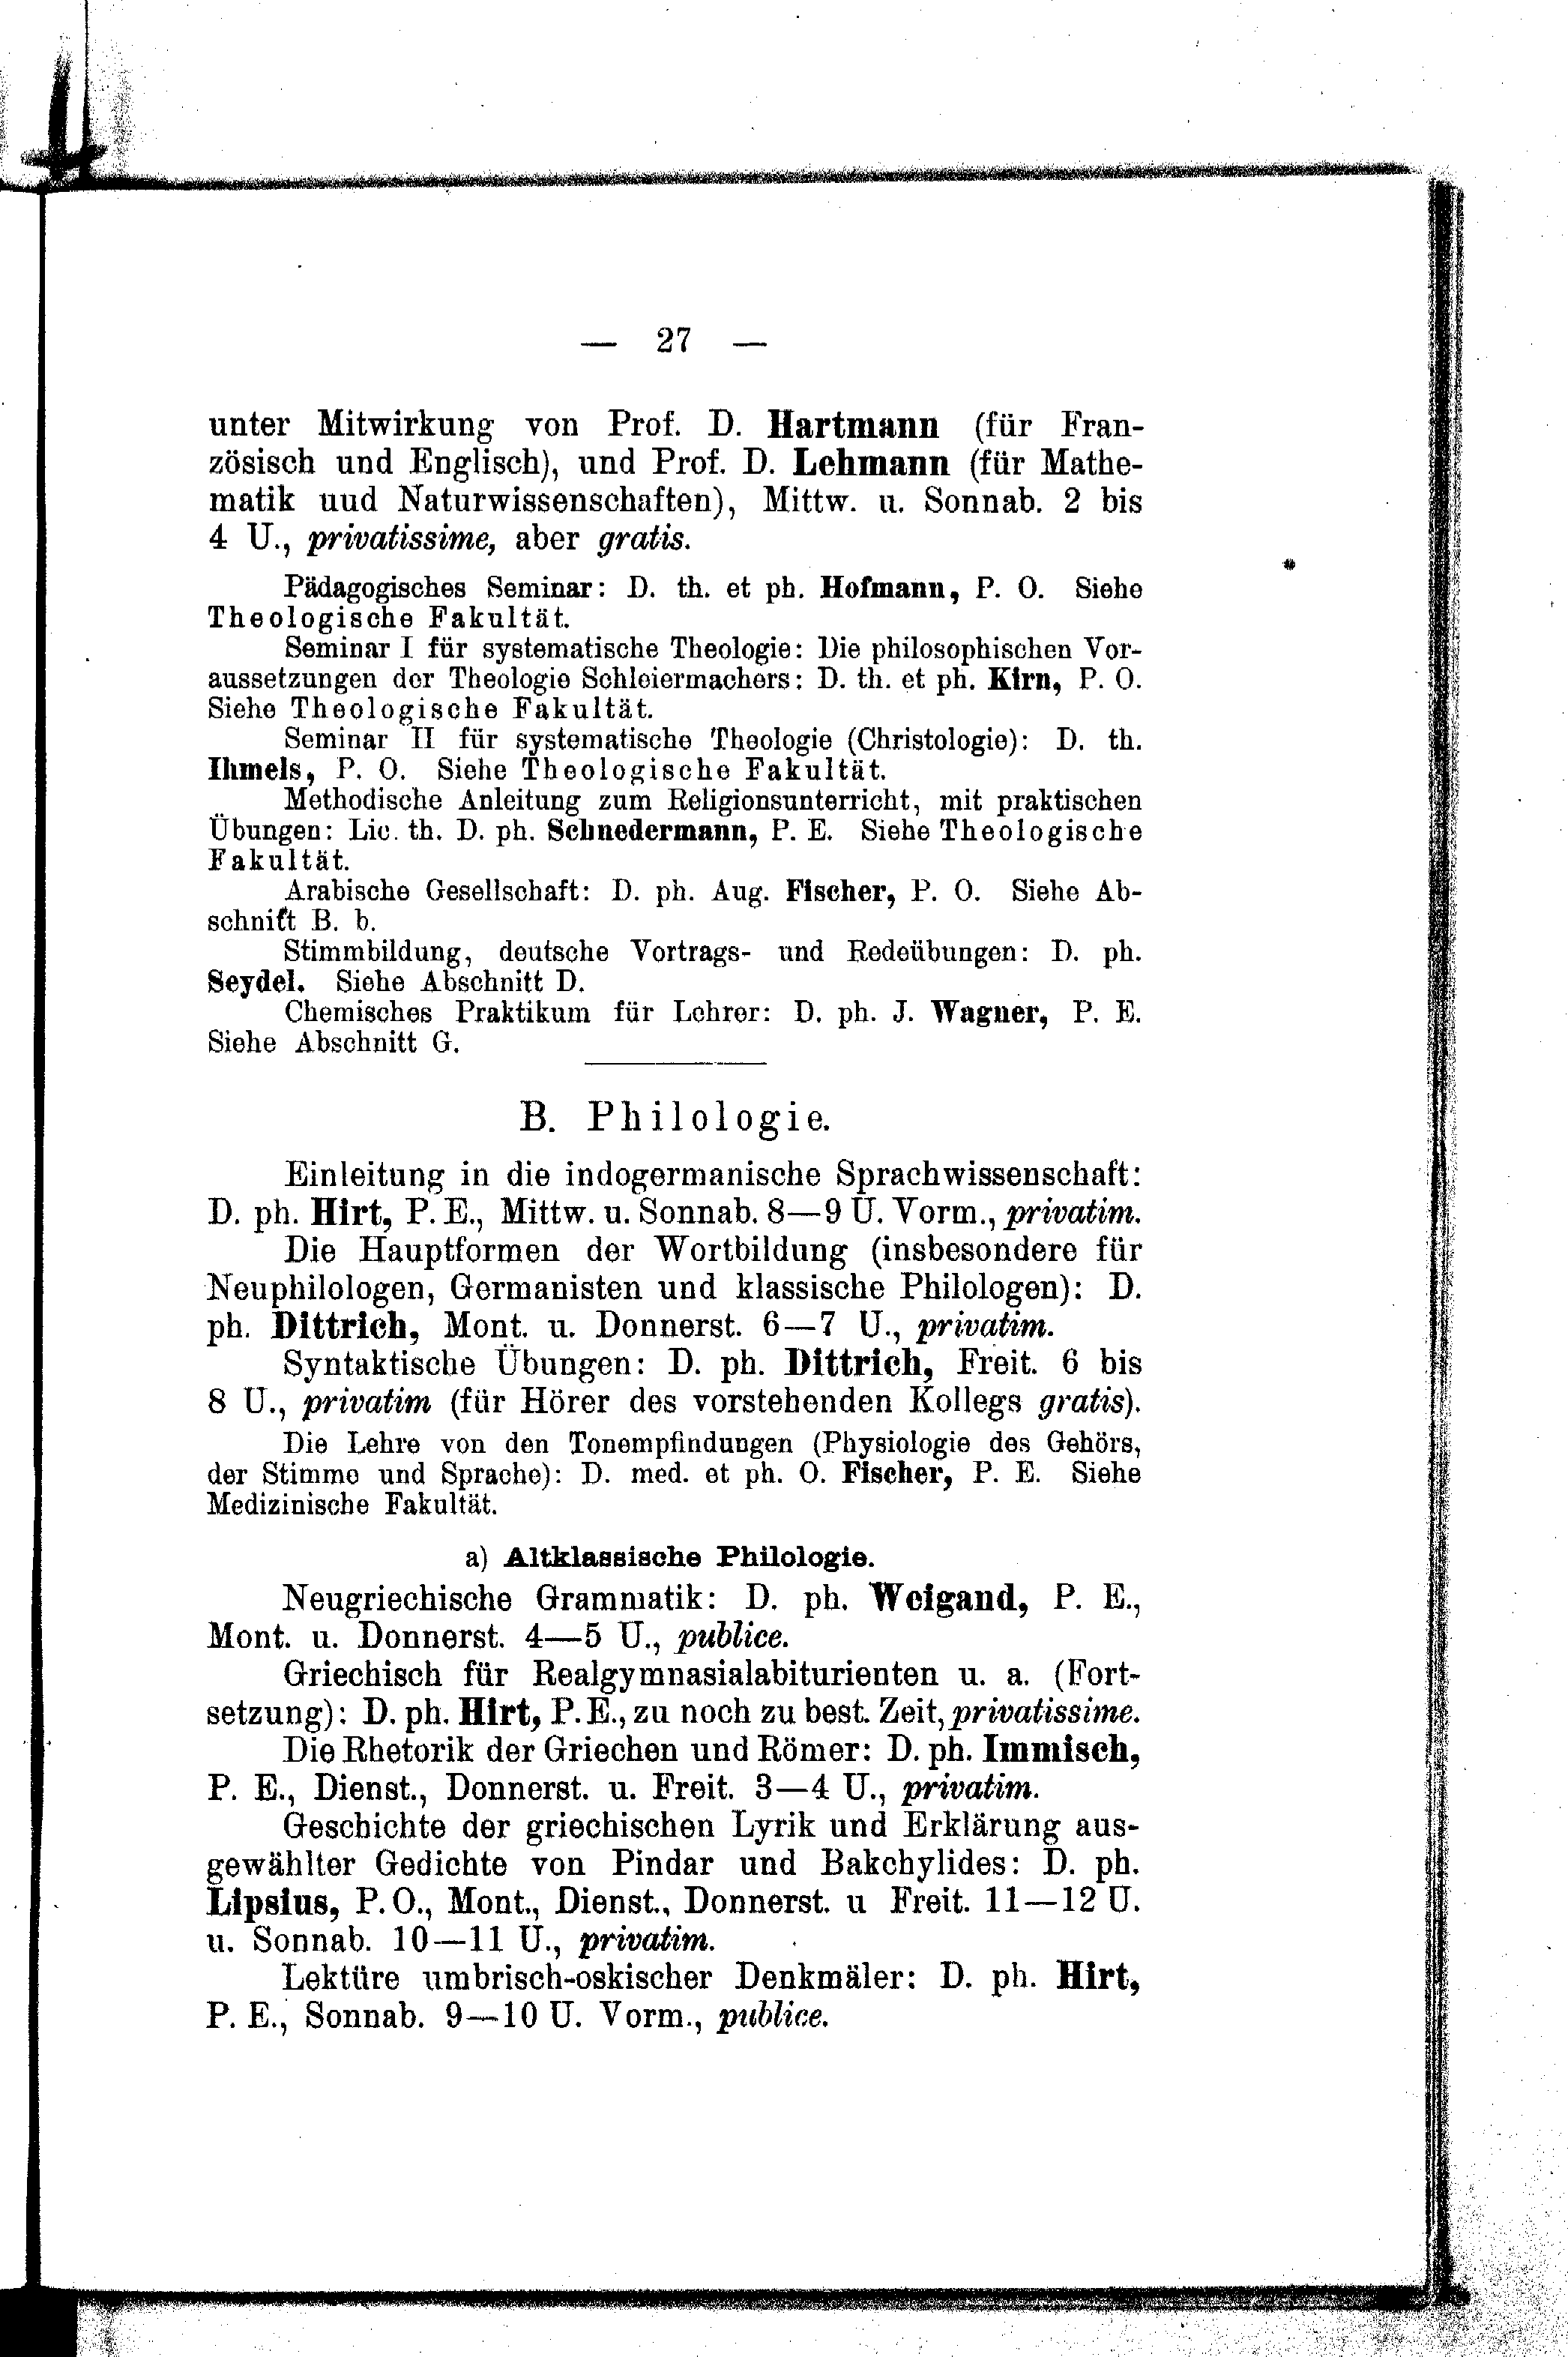 — 27 —
unter Mitwirkung von Prof. D. Hartmann (für Fran-
zösisch und Englisch), und Prof. D. Lehmann (für Mathe-
matik uud Naturwissenschaften), Mittw. u. Sonnab. 2 bis
4 U., privatissime, aber gratis.
Pädagogisches Seminar: D. th. et ph. Hofmann, P. O. Siehe
Theologische Fakultät.
Seminar I für systematische Theologie: Die philosophischen Vor-
aussetzungen der Theologie Schleiermachers: D. th. et ph. Kirn, P. O.
Siehe Theologische Fakultät.
Seminar II für systematische Theologie (Christologie): D. th.
Ihmels, P. O. Siehe Theologische Fakultät.
Methodische Anleitung zum Religionsunterricht, mit praktischen
Übungen: Lic. th. D. ph. Schnedermann, P. E. Siehe Theologische
Fakultät.
Arabische Gesellschaft: D. ph. Aug. Fischer, P. O. Siehe Ab-
schnitt B. b.
Stimmbildung, deutsche Vortrags- und Redeübungen: D. ph.
Seydel. Siehe Abschnitt D.
Chemisches Praktikum für Lehrer: D. ph. J. Wagner, P. E.
Siehe Abschnitt G.
B. Philologie.
Einleitung in die indogermanische Sprachwissenschaft:
D. ph. Hirt, P. E., Mittw. u. Sonnab. 8—9 U. Vorm., privatim.
Die Hauptformen der Wortbildung (insbesondere für
Neuphilologen, Germanisten und klassische Philologen): D.
ph. Dittrich, Mont. u. Donnerst. 6—7 U., privatim.
Syntaktische Übungen: D. ph. Dittrich, Freit. 6 bis
8 U., privatim (für Hörer des vorstehenden Kollegs gratis).
Die Lehre von den Tonempfindungen (Physiologie des Gehörs,
der Stimme und Sprache): D. med. et ph. O. Fischer, P. E. Siehe
Medizinische Fakultät.
a) Altklassische Philologie.
Neugriechische Grammatik: D. ph. Weigand, P. E.,
Mont. u. Donnerst. 4—5 U., publice.
Griechisch für Realgymnasialabiturienten u. a. (Fort-
setzung): D. ph. Hirt, P. E., zu noch zu best. Zeit, privatissime.
Die Rhetorik der Griechen und Römer: D. ph. Immisch,
P. E., Dienst., Donnerst. u. Freit. 3—4 U., privatim.
Geschichte der griechischen Lyrik und Erklärung aus-
gewählter Gedichte von Pindar und Bakchylides: D. ph.
Lipsius, P. O., Mont., Dienst., Donnerst. u Freit. 11—12 U.
u. Sonnab. 10—11 U., privatim.
Lektüre umbrisch-oskischer Denkmäler: D. ph. Hirt,
P. E., Sonnab. 9—10 U. Vorm., publice.